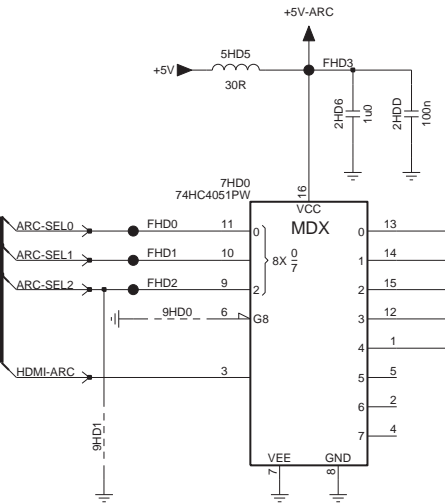 +5V-ARC
5HD5
+5V
FHD3
30R
2HD6
1u0
2HDD
100n
7HD0
74HC4051PW
16
VCC
MDX
ARC-SEL0
FHD0
11
0
0
13
ARC-SEL1
FHD1
10
8X 0
7
1
14
ARC-SEL2
FHD2
9
2
2
15
9HD0
6
G8
3
12
4
1
HDMI-ARC
3
5
5
6
2
7
4
9HD1
VEE
GND
7
8